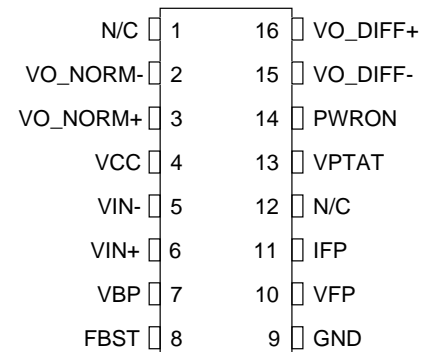 N/C 1 16 VO_DIFF+
VO_NORM- 2 15 VO_DIFF-
VO_NORM+ 3 14 PWRON
VCC 4 13 VPTAT
VIN- 5 12 N/C
VIN+ 6 11 IFP
VBP 7 10 VFP
FBST 8 9 GND